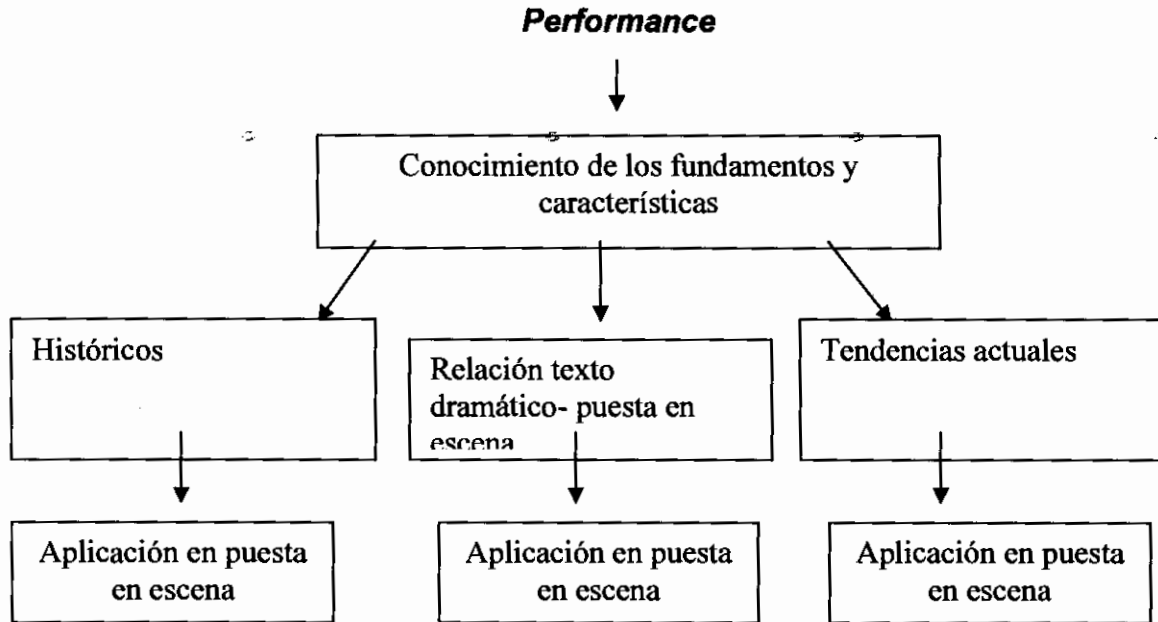 Performance
Conocimiento de los fundamentos y
características
Históricos
Relación texto
dramático- puesta en
escena
Tendencias actuales
Aplicación en puesta
en escena
Aplicación en puesta
en escena
Aplicación en puesta
en escena